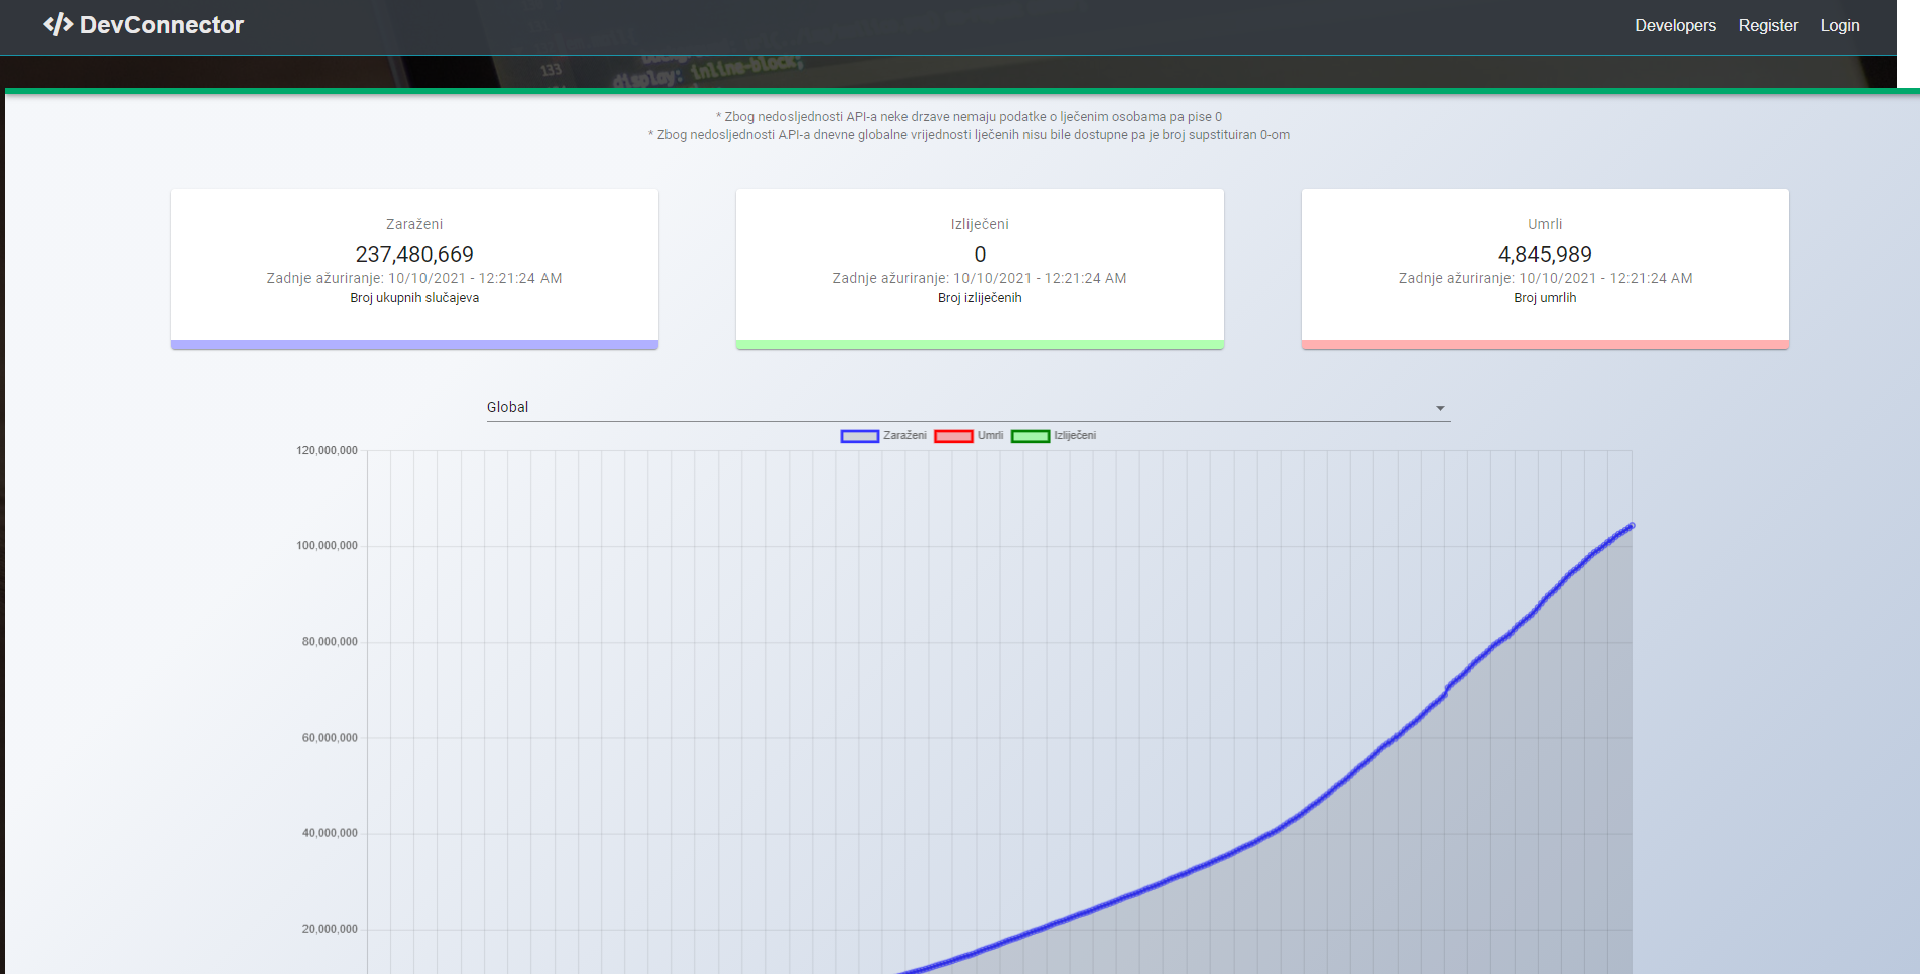 </> DevConnector
Developers Register Login
133
display: inline-block;
* Zbog nedosljednosti API-a neke drzave nemaju podatke o lječenim osobama pa pise 0
* Zbog nedosljednosti API-a dnevne globalne vrijednosti lječenih nisu bile dostupne pa je broj supstituiran 0-om
Zaraženi
237,480,669
Zadnje ažuriranje: 10/10/2021 - 12:21:24 AM
Broj ukupnih slučajeva
Izliječeni
0
Zadnje ažuriranje: 10/10/2021 - 12:21:24 AM
Broj izliječenih
Umrli
4,845,989
Zadnje ažuriranje: 10/10/2021 - 12:21:24 AM
Broj umrlih
Global
Zaraženi Umrli Izliječeni
120,000,000
100,000,000
80,000,000
60,000,000
40,000,000
20,000,000